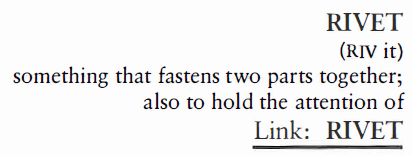 RIVET
(RIV it)
something that fastens two parts together;
also to hold the attention of
Link: RIVET